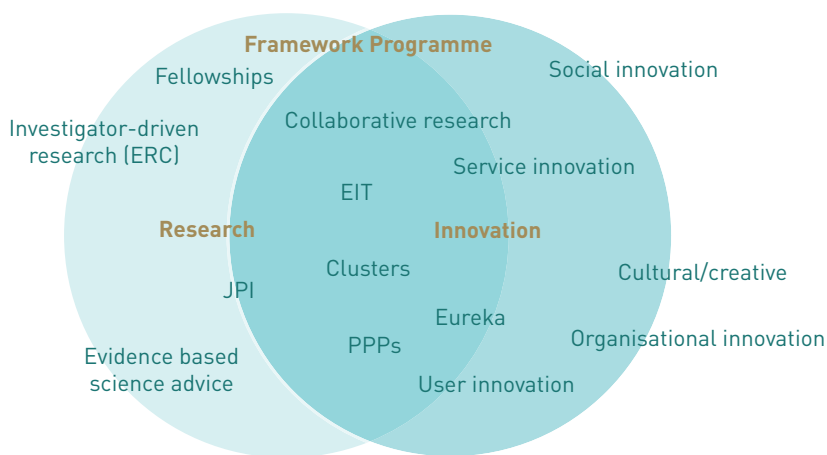 Framework Programme
Social innovation
Fellowships
Collaborative research
Investigator-driven
research (ERC)
Service innovation
EIT
Research
Innovation
Clusters
Cultural/creative
JPI
Eureka
Organisational innovation
PPPs
Evidence based
science advice
User innovation